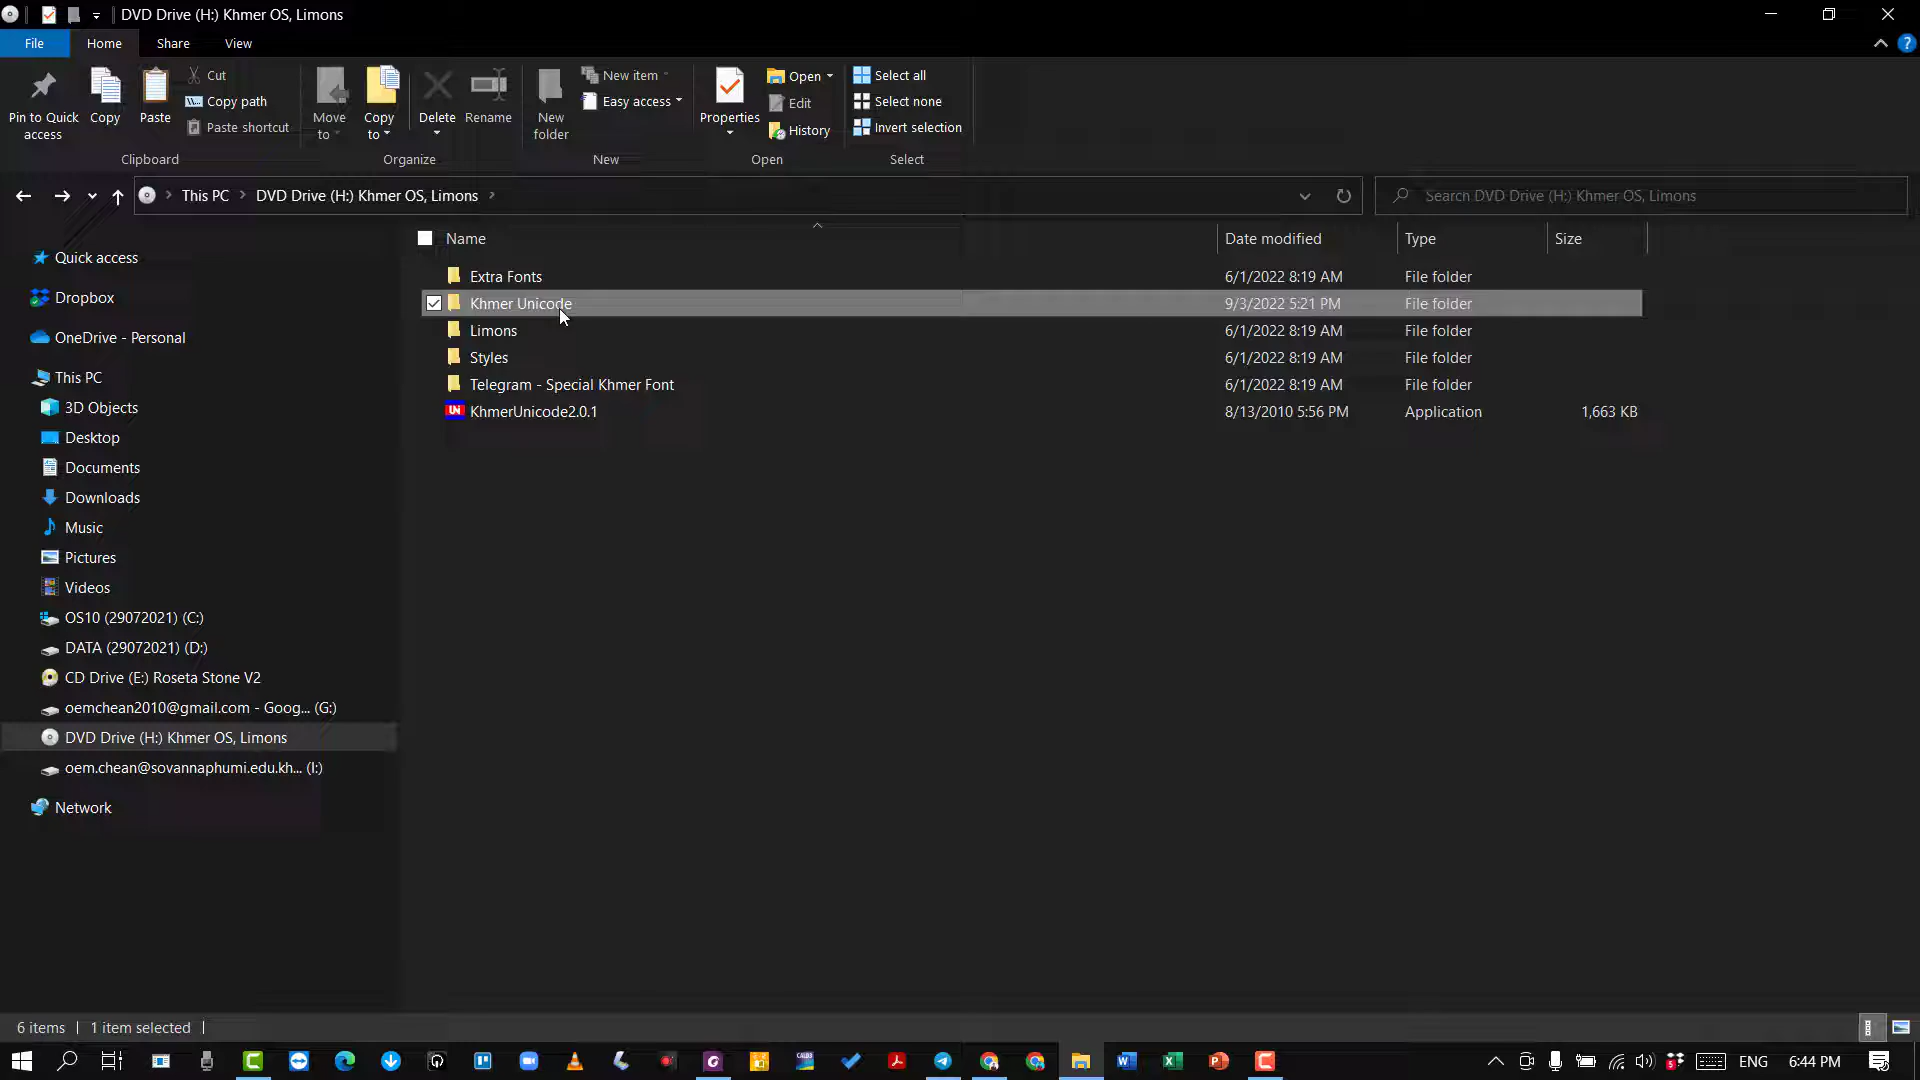 DVD Drive (H:) Khmer OS, Limons
File Home Share View
Pin to Quick access
Copy
Paste
Cut
Copy path
Paste shortcut
Clipboard
Move to
Copy to
Delete
Rename
Organize
New folder
New item
Easy access
New
Properties
Open
Edit
History
Open
Select all
Select none
Invert selection
Select
This PC DVD Drive (H:) Khmer OS, Limons
Search DVD Drive (H:) Khmer OS, Limons
Name Date modified Type Size
Extra Fonts 6/1/2022 8:19 AM File folder
Khmer Unicode 9/3/2022 5:21 PM File folder
Limons 6/1/2022 8:19 AM File folder
Styles 6/1/2022 8:19 AM File folder
Telegram - Special Khmer Font 6/1/2022 8:19 AM File folder
UN KhmerUnicode2.0.1 8/13/2010 5:56 PM Application 1,663 KB
Quick access
Dropbox
OneDrive - Personal
This PC
3D Objects
Desktop
Documents
Downloads
Music
Pictures
Videos
OS10 (29072021) (C:)
DATA (29072021) (D:)
CD Drive (E:) Roseta Stone V2
oemchean2010@gmail.com - Goog... (G:)
DVD Drive (H:) Khmer OS, Limons
oem.chean@sovannaphumi.edu.kh... (I:)
Network
6 items 1 item selected
ENG 6:44 PM